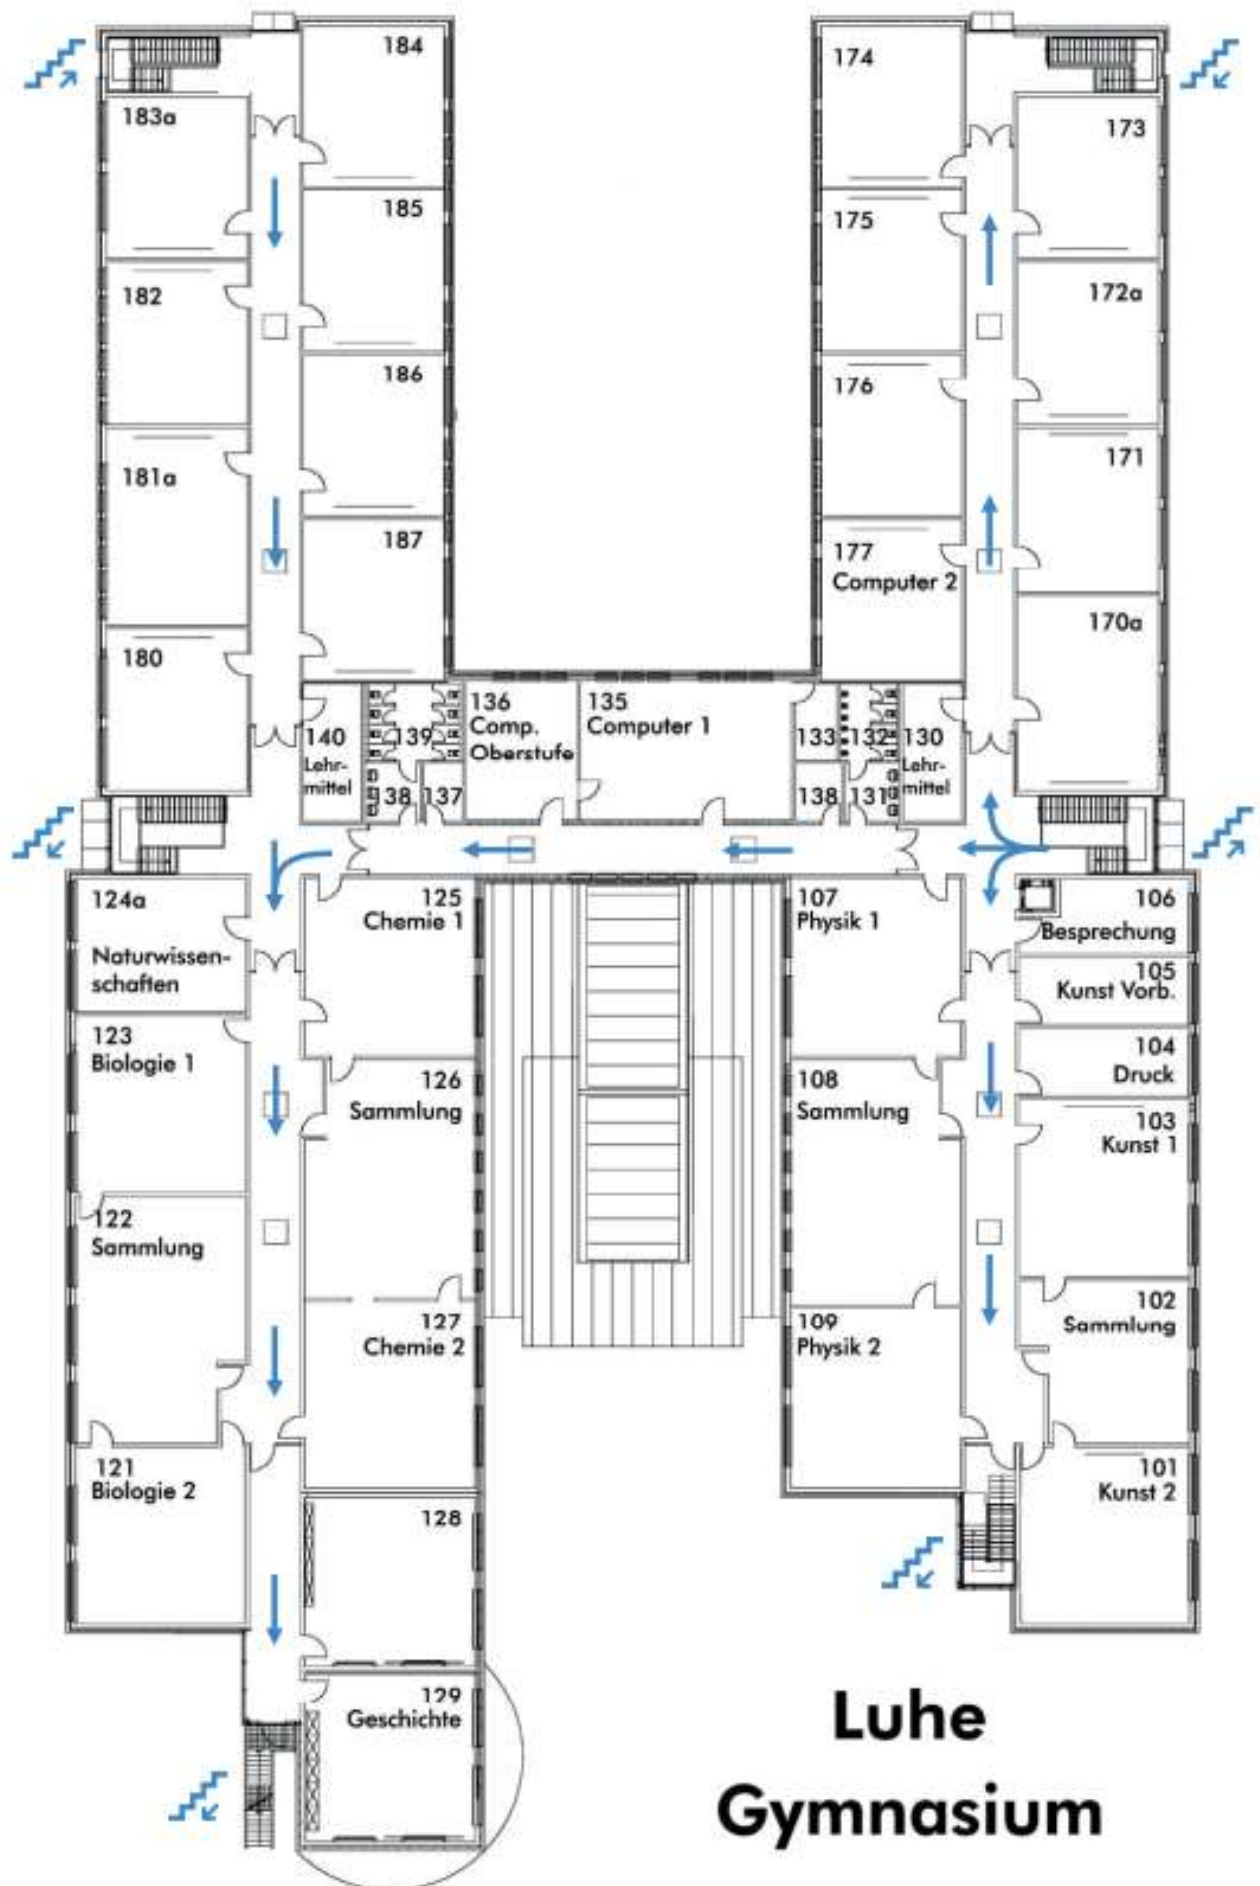 184
174
183a
173
185
175
182
172a
186
176
181a
171
187
177
Computer 2
180
170a
136
Comp.
Oberstufe
135
Computer 1
140
Lehr-
mittel
139
133
132
130
Lehr-
mittel
138
137
138
131
124a
Naturwissen-
schaften
125
Chemie 1
107
Physik 1
106
Besprechung
105
Kunst Vorb.
123
Biologie 1
104
Druck
126
Sammlung
108
Sammlung
103
Kunst 1
122
Sammlung
102
Sammlung
127
Chemie 2
109
Physik 2
121
Biologie 2
101
Kunst 2
128
129
Geschichte
Luhe
Gymnasium